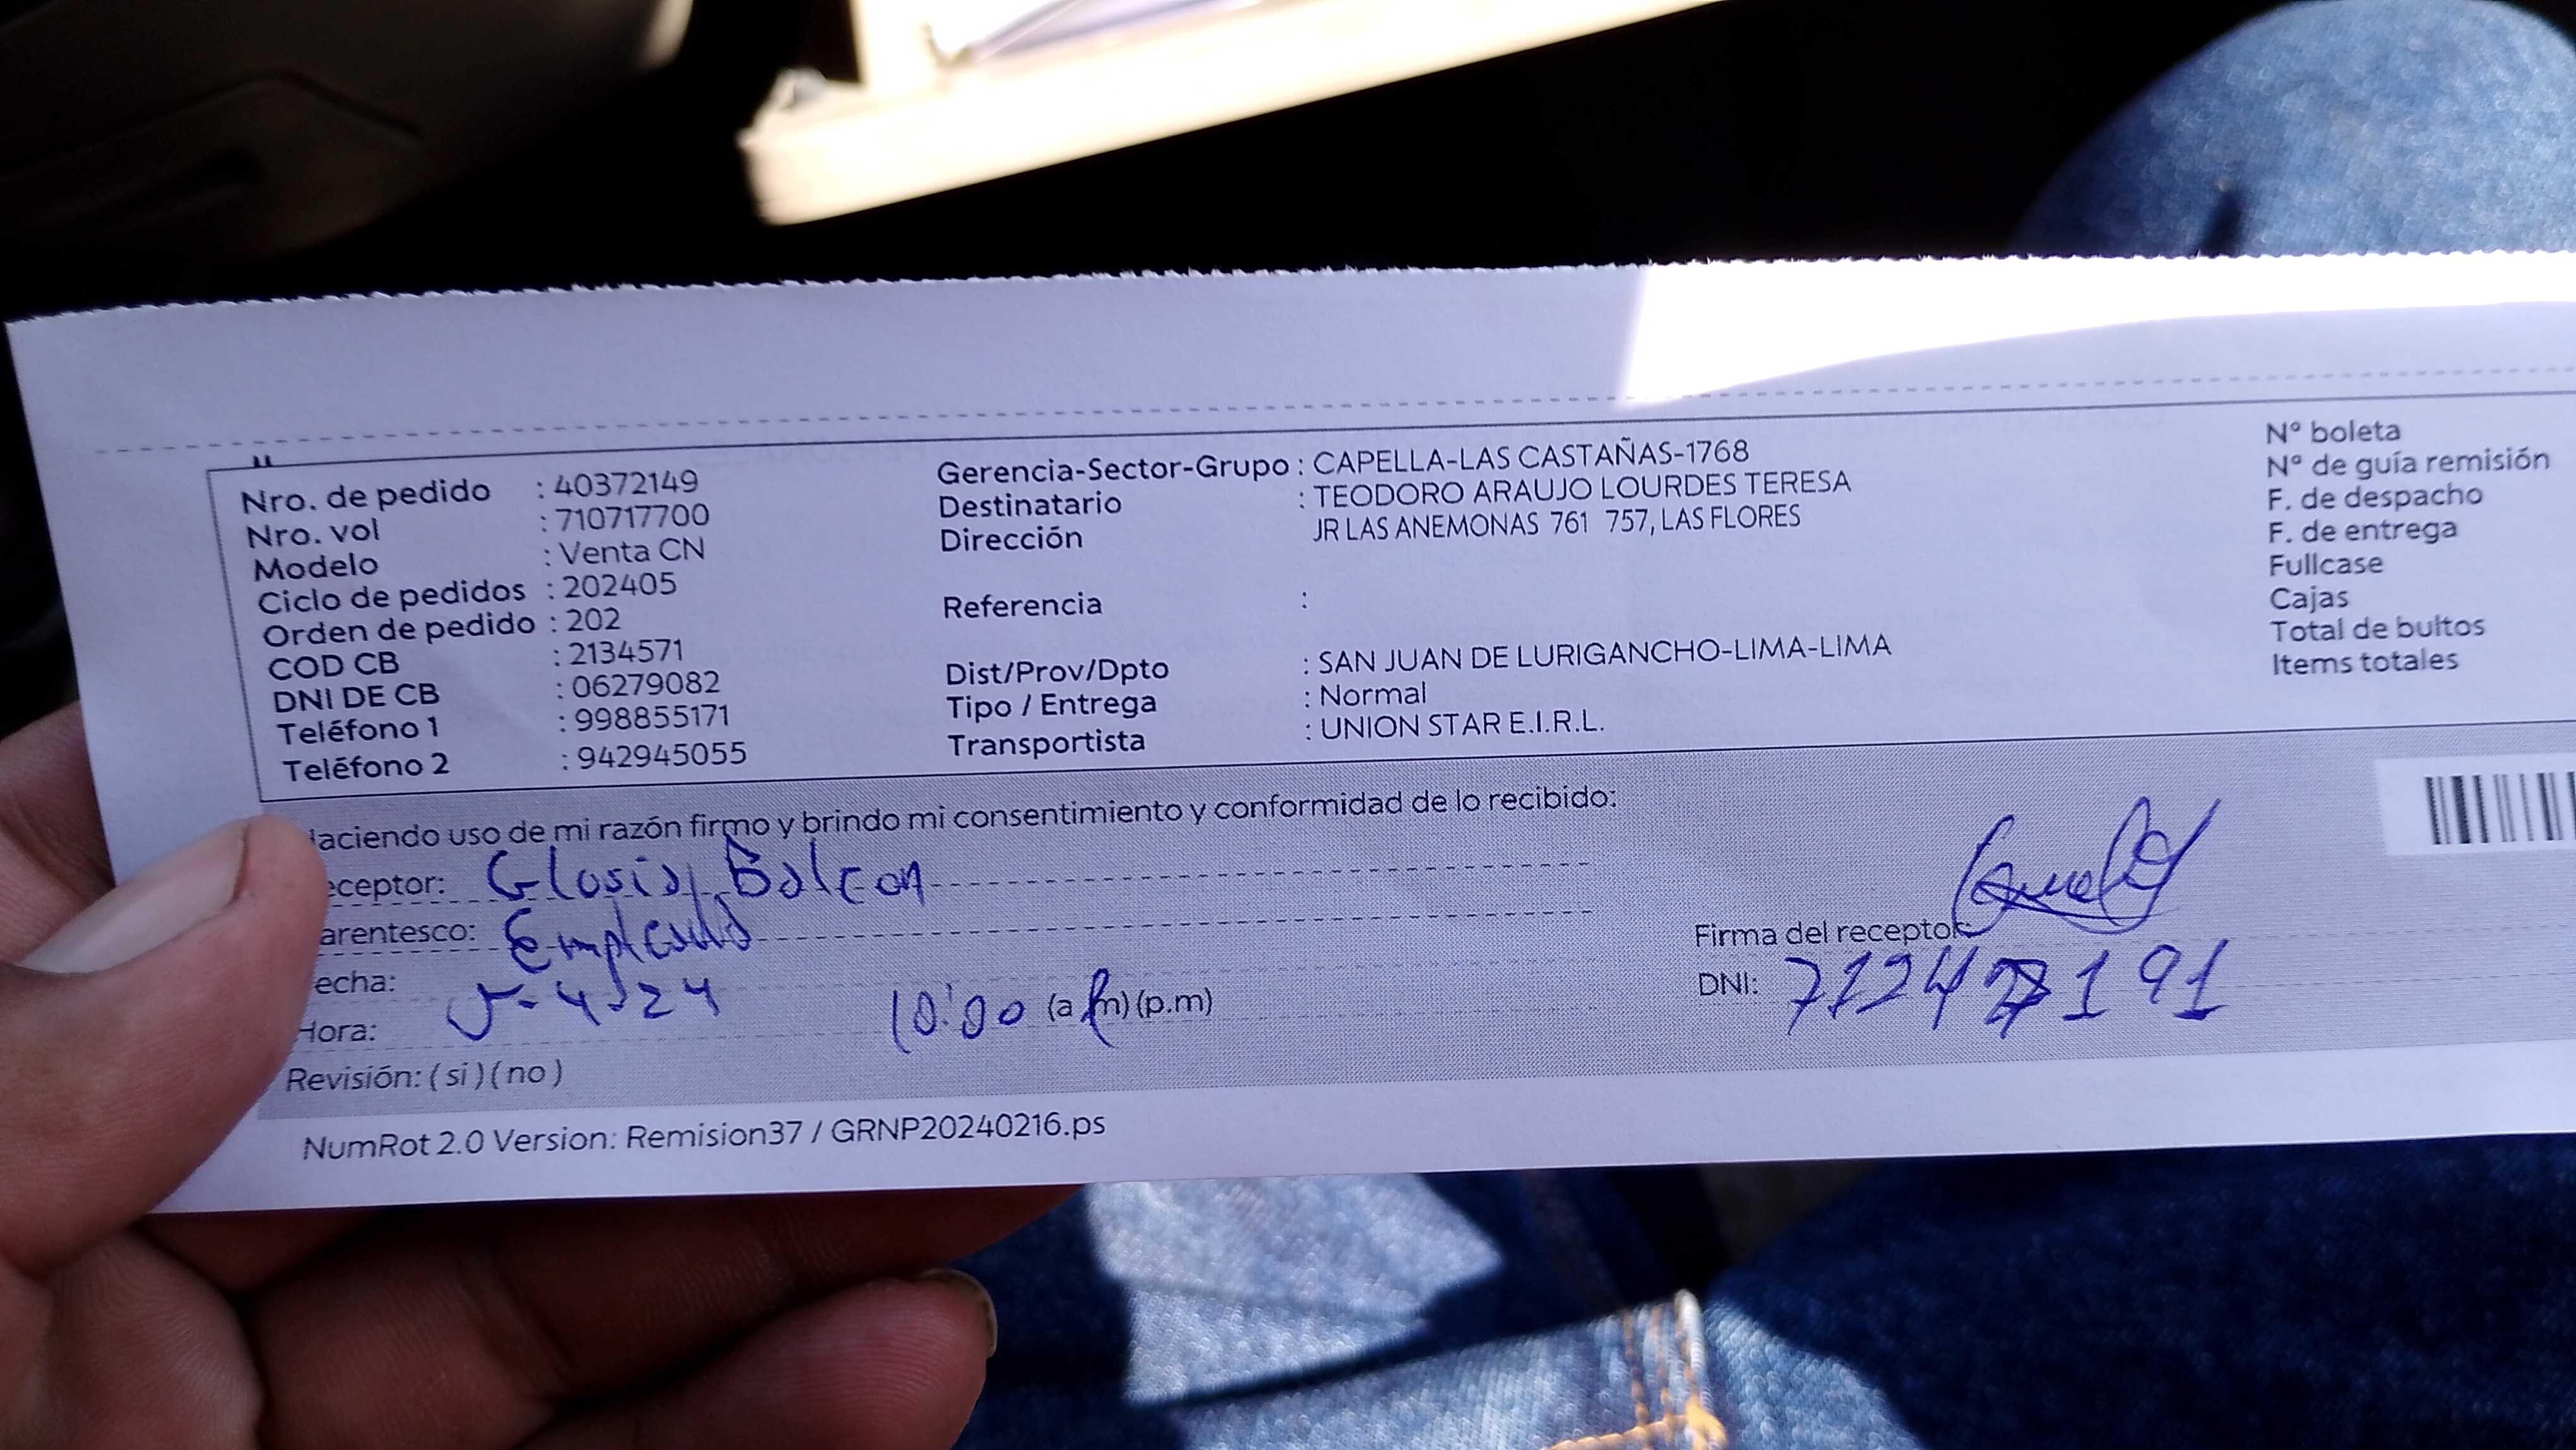 Nro. de pedido : 40372149
Nro. vol : 710717700
Modelo : Venta CN
Ciclo de pedidos : 202405
Orden de pedido : 202
COD CB : 2134571
DNI DE CB : 06279082
Teléfono 1 : 998855171
Teléfono 2 : 942945055
Gerencia-Sector-Grupo : CAPELLA-LAS CASTAÑAS-1768
Destinatario : TEODORO ARAUJO LOURDES TERESA
Dirección JR LAS ANEMONAS 761 757, LAS FLORES
Referencia :
Dist/Prov/Dpto : SAN JUAN DE LURIGANCHO-LIMA-LIMA
Tipo / Entrega : Normal
Transportista : UNION STAR E.I.R.L.
N° boleta
N° de guía remisión
F. de despacho
F. de entrega
Fullcase
Cajas
Total de bultos
Items totales
aciendo uso de mi razón firmo y brindo mi consentimiento y conformidad de lo recibido:
eceptor: Balcon
arentesco:
echa: 5-4-24
Hora: 10:00 (a m) (p.m)
Revisión: (si) (no)
Firma del receptor:
DNI:
NumRot 2.0 Version: Remision37 / GRNP20240216.ps